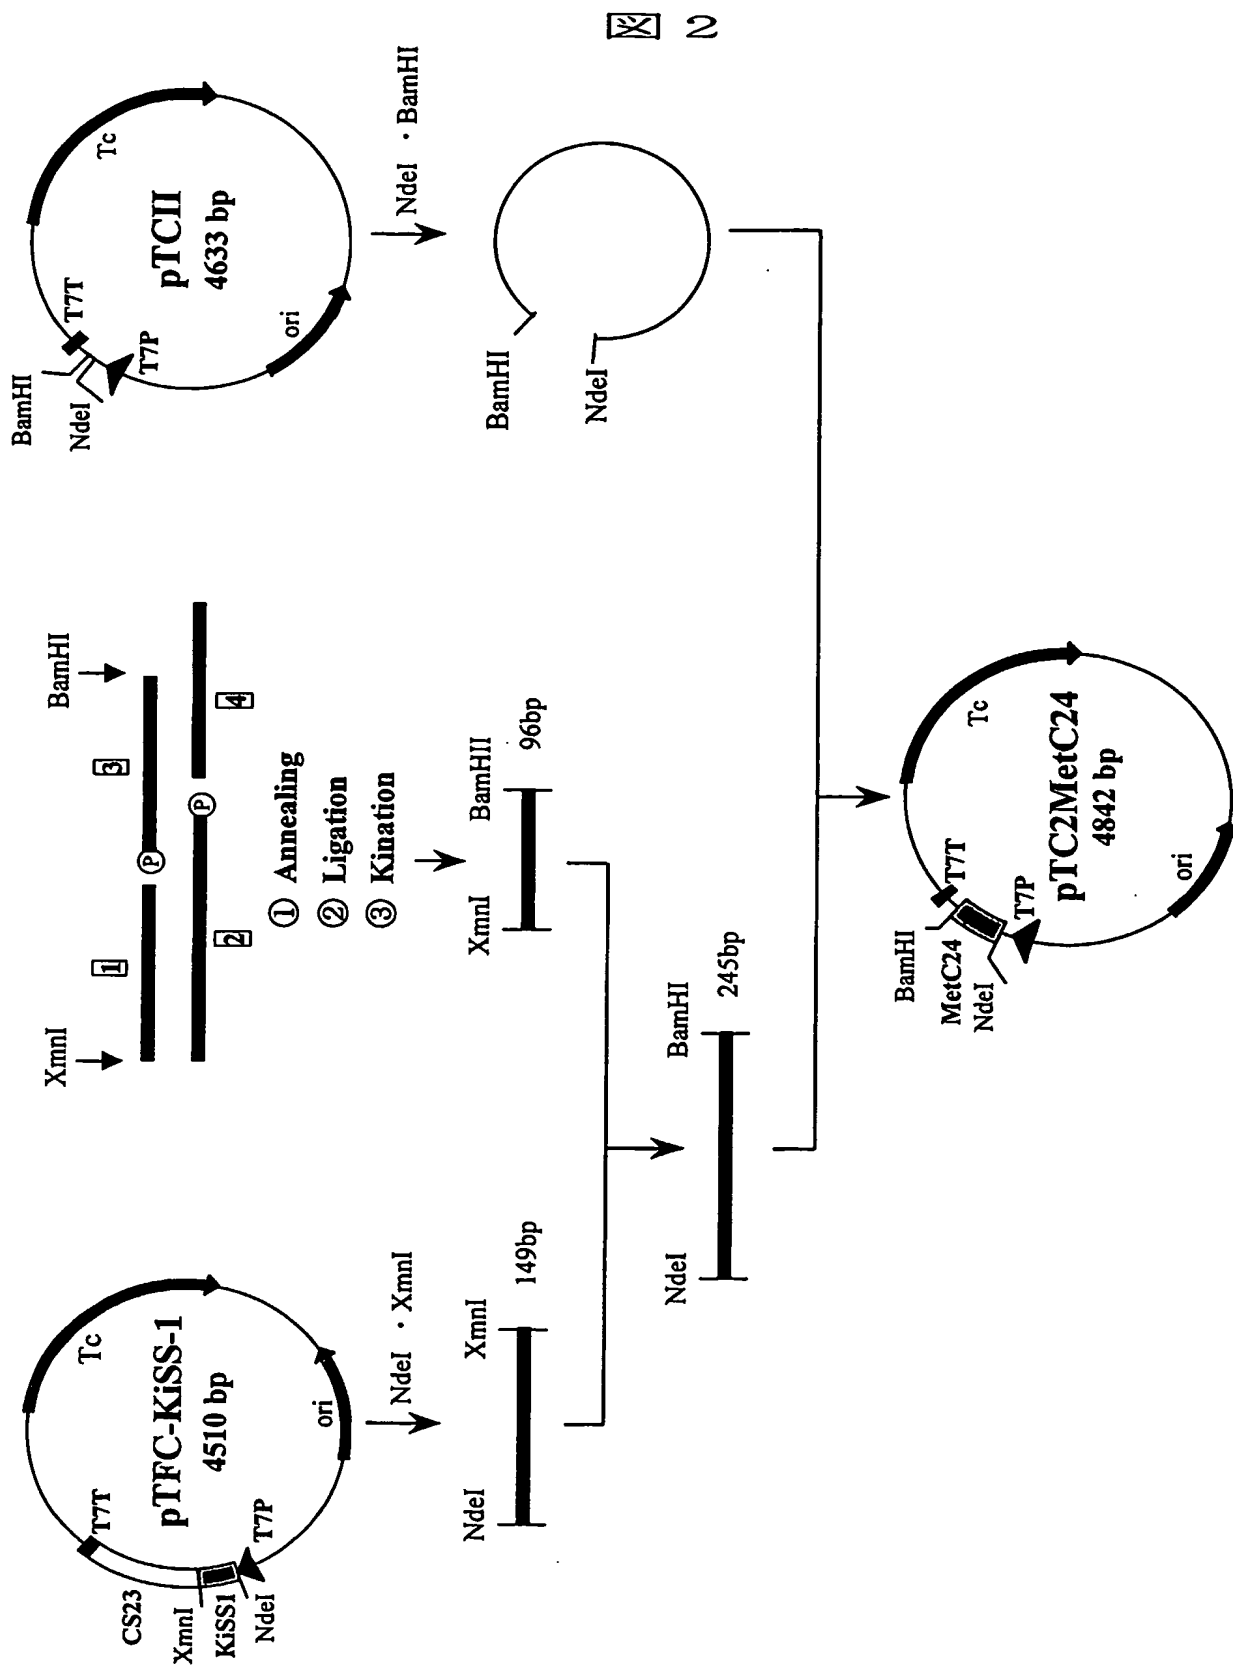 図 2
pTFC-KiSS-1
4510 bp
Tc
ori
T7T
T7P
CS23
XmnI
KiSS1
NdeI
NdeI・XmnI
NdeI
XmnI
149bp
XmnI
BamHI
1
3
2
4
P
P
① Annealing
② Ligation
③ Kination
XmnI
BamHII
96bp
NdeI
BamHI
245bp
pTCII
4633 bp
Tc
ori
T7T
T7P
BamHI
NdeI
NdeI・BamHI
BamHI
NdeI
pTC2MetC24
4842 bp
Tc
ori
T7T
T7P
BamHI
MetC24
NdeI